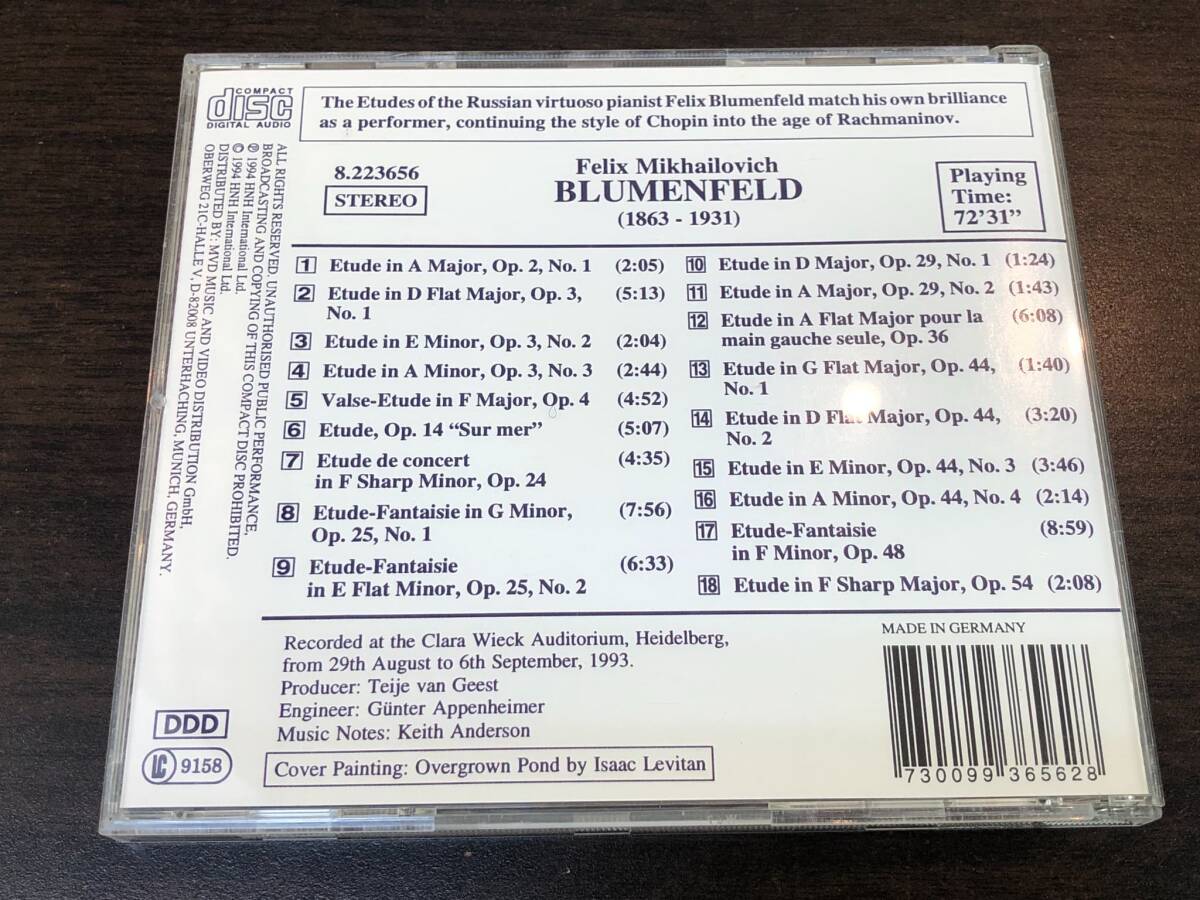 COMPACT
disc
DIGITAL AUDIO
The Etudes of the Russian virtuoso pianist Felix Blumenfeld match his own brilliance
as a performer, continuing the style of Chopin into the age of Rachmaninov.
8.223656
STEREO
Felix Mikhailovich
BLUMENFELD
(1863 - 1931)
Playing
Time:
72'31"
1 Etude in A Major, Op. 2, No. 1 (2:05)
2 Etude in D Flat Major, Op. 3, (5:13)
No. 1
3 Etude in E Minor, Op. 3, No. 2 (2:04)
4 Etude in A Minor, Op. 3, No. 3 (2:44)
5 Valse-Etude in F Major, Op. 4 (4:52)
6 Etude, Op. 14 "Sur mer" (5:07)
7 Etude de concert (4:35)
in F Sharp Minor, Op. 24
8 Etude-Fantaisie in G Minor, (7:56)
Op. 25, No. 1
9 Etude-Fantaisie (6:33)
in E Flat Minor, Op. 25, No. 2
10 Etude in D Major, Op. 29, No. 1 (1:24)
11 Etude in A Major, Op. 29, No. 2 (1:43)
12 Etude in A Flat Major pour la (6:08)
main gauche seule, Op. 36
13 Etude in G Flat Major, Op. 44, (1:40)
No. 1
14 Etude in D Flat Major, Op. 44, (3:20)
No. 2
15 Etude in E Minor, Op. 44, No. 3 (3:46)
16 Etude in A Minor, Op. 44, No. 4 (2:14)
17 Etude-Fantaisie (8:59)
in F Minor, Op. 48
18 Etude in F Sharp Major, Op. 54 (2:08)
Recorded at the Clara Wieck Auditorium, Heidelberg,
from 29th August to 6th September, 1993.
Producer: Teije van Geest
Engineer: Günter Appenheimer
Music Notes: Keith Anderson
Cover Painting: Overgrown Pond by Isaac Levitan
MADE IN GERMANY
7 30099 365628
DDD
LC 9158
ALL RIGHTS RESERVED. UNAUTHORISED PUBLIC PERFORMANCE,
BROADCASTING AND COPYING OF THIS COMPACT DISC PROHIBITED.
℗ 1994 HNH International Ltd.
© 1994 HNH International Ltd.
DISTRIBUTED BY: MVD MUSIC AND VIDEO DISTRIBUTION GmbH,
OBERWEG 21C-HALLE V, D-82008 UNTERHACHING, MUNICH, GERMANY.